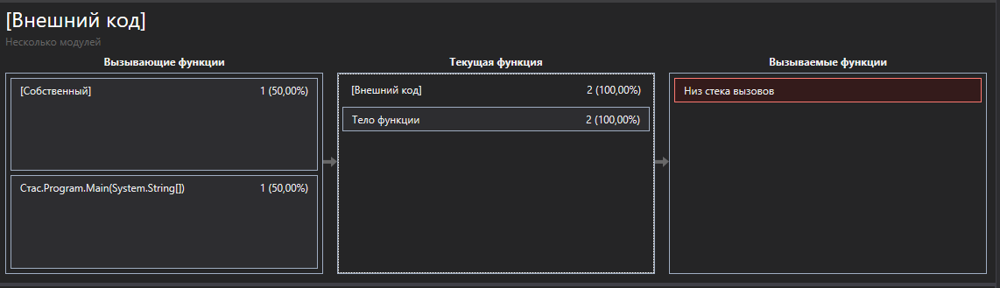 [Внешний код]
Несколько модулей
Вызывающие функции
[Собственный] 1 (50,00%)
Стас.Program.Main(System.String[]) 1 (50,00%)
Текущая функция
[Внешний код] 2 (100,00%)
Тело функции 2 (100,00%)
Вызываемые функции
Низ стека вызовов